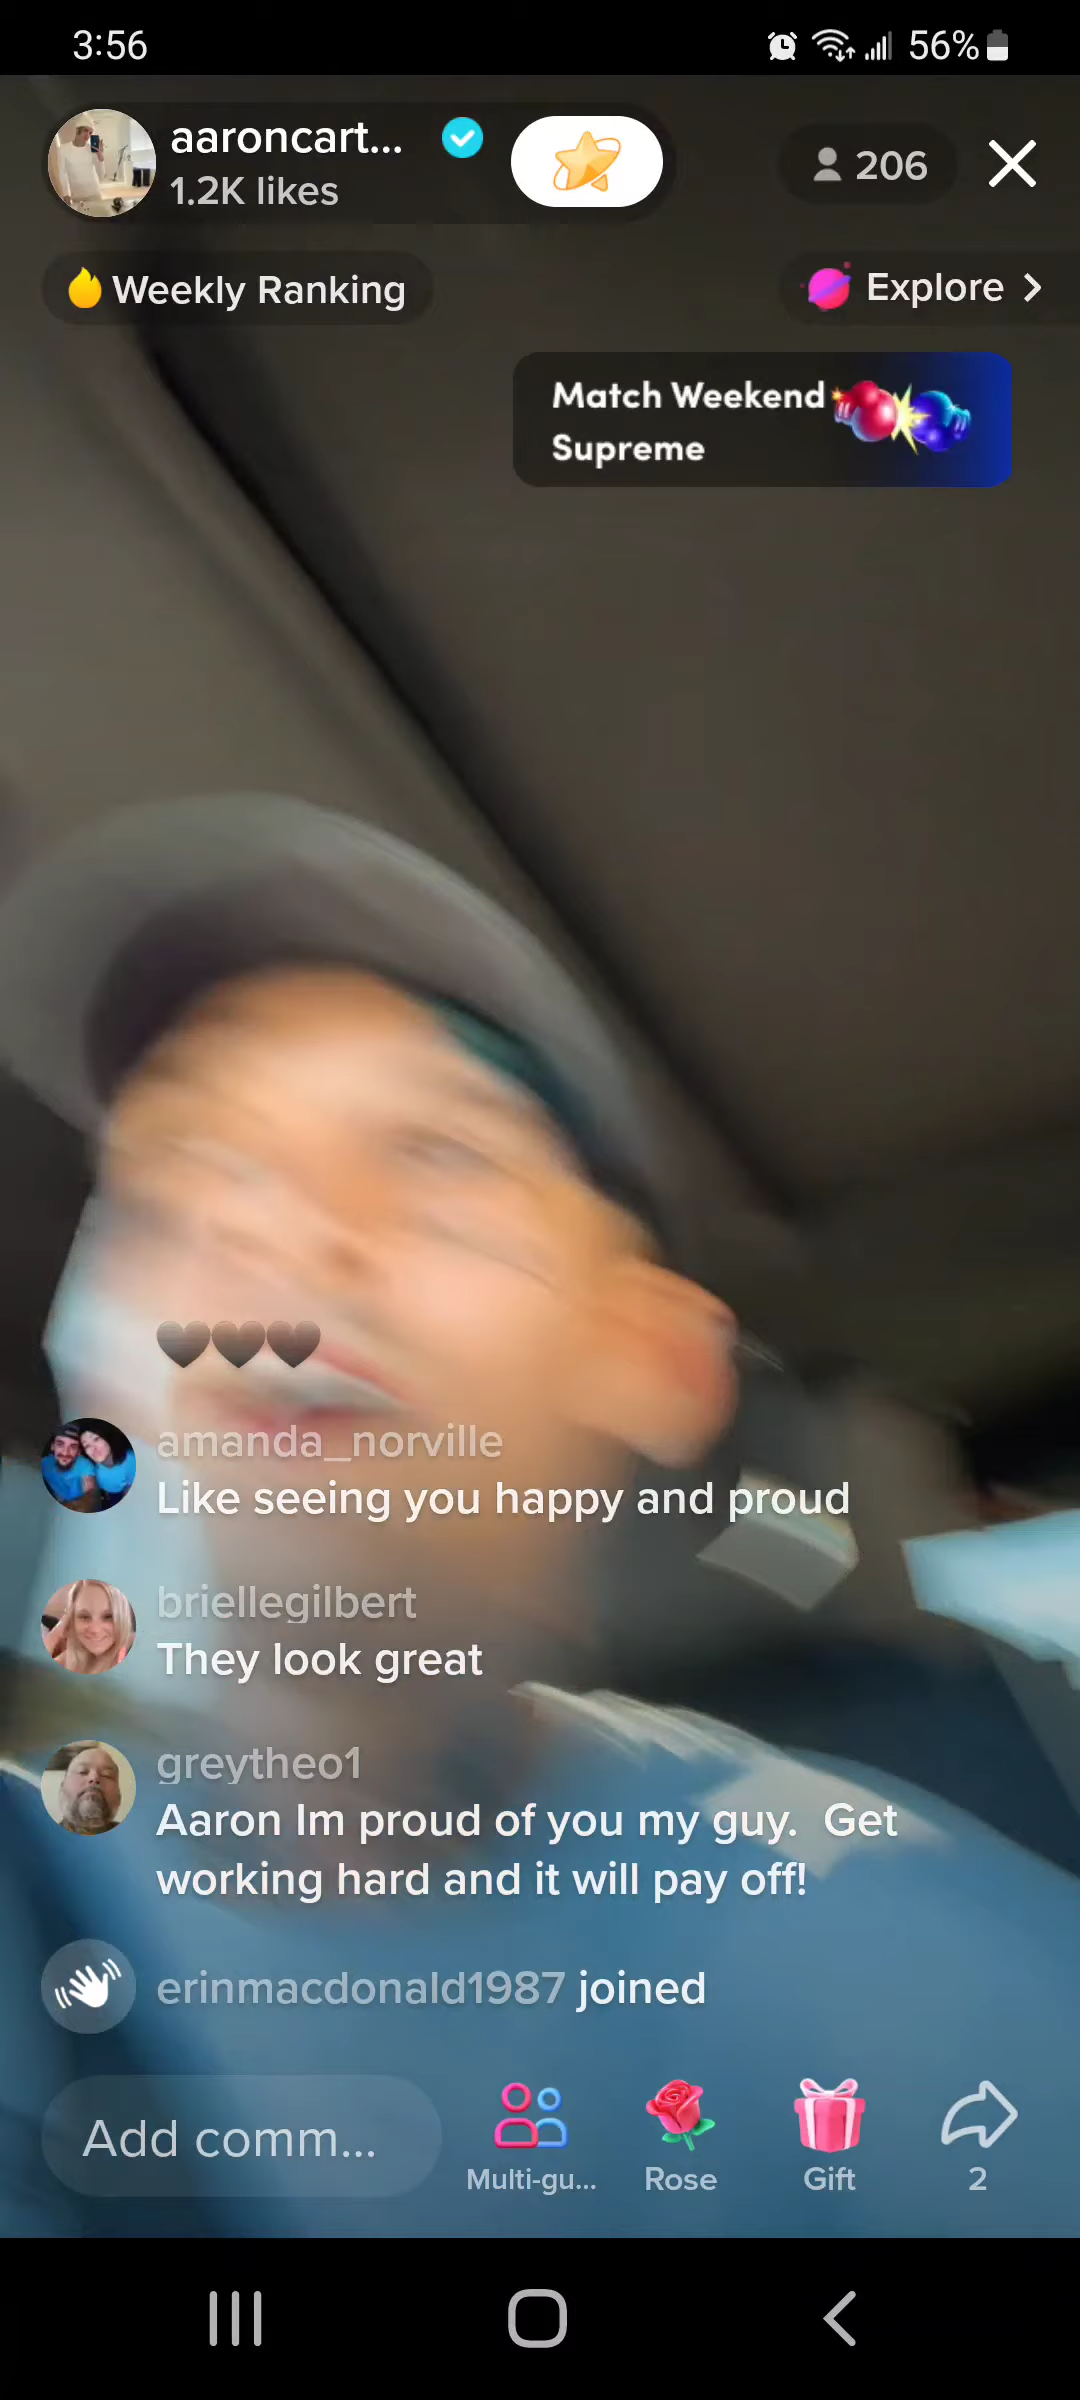 3:56
56%
aaroncart...
1.2K likes
206
Weekly Ranking
Explore
Match Weekend
Supreme
🖤🖤🖤
amanda_norville
Like seeing you happy and proud
briellegilbert
They look great
greytheo1
Aaron Im proud of you my guy.  Get
working hard and it will pay off!
erinmacdonald1987 joined
Add comm...
Multi-gu...
Rose
Gift
2